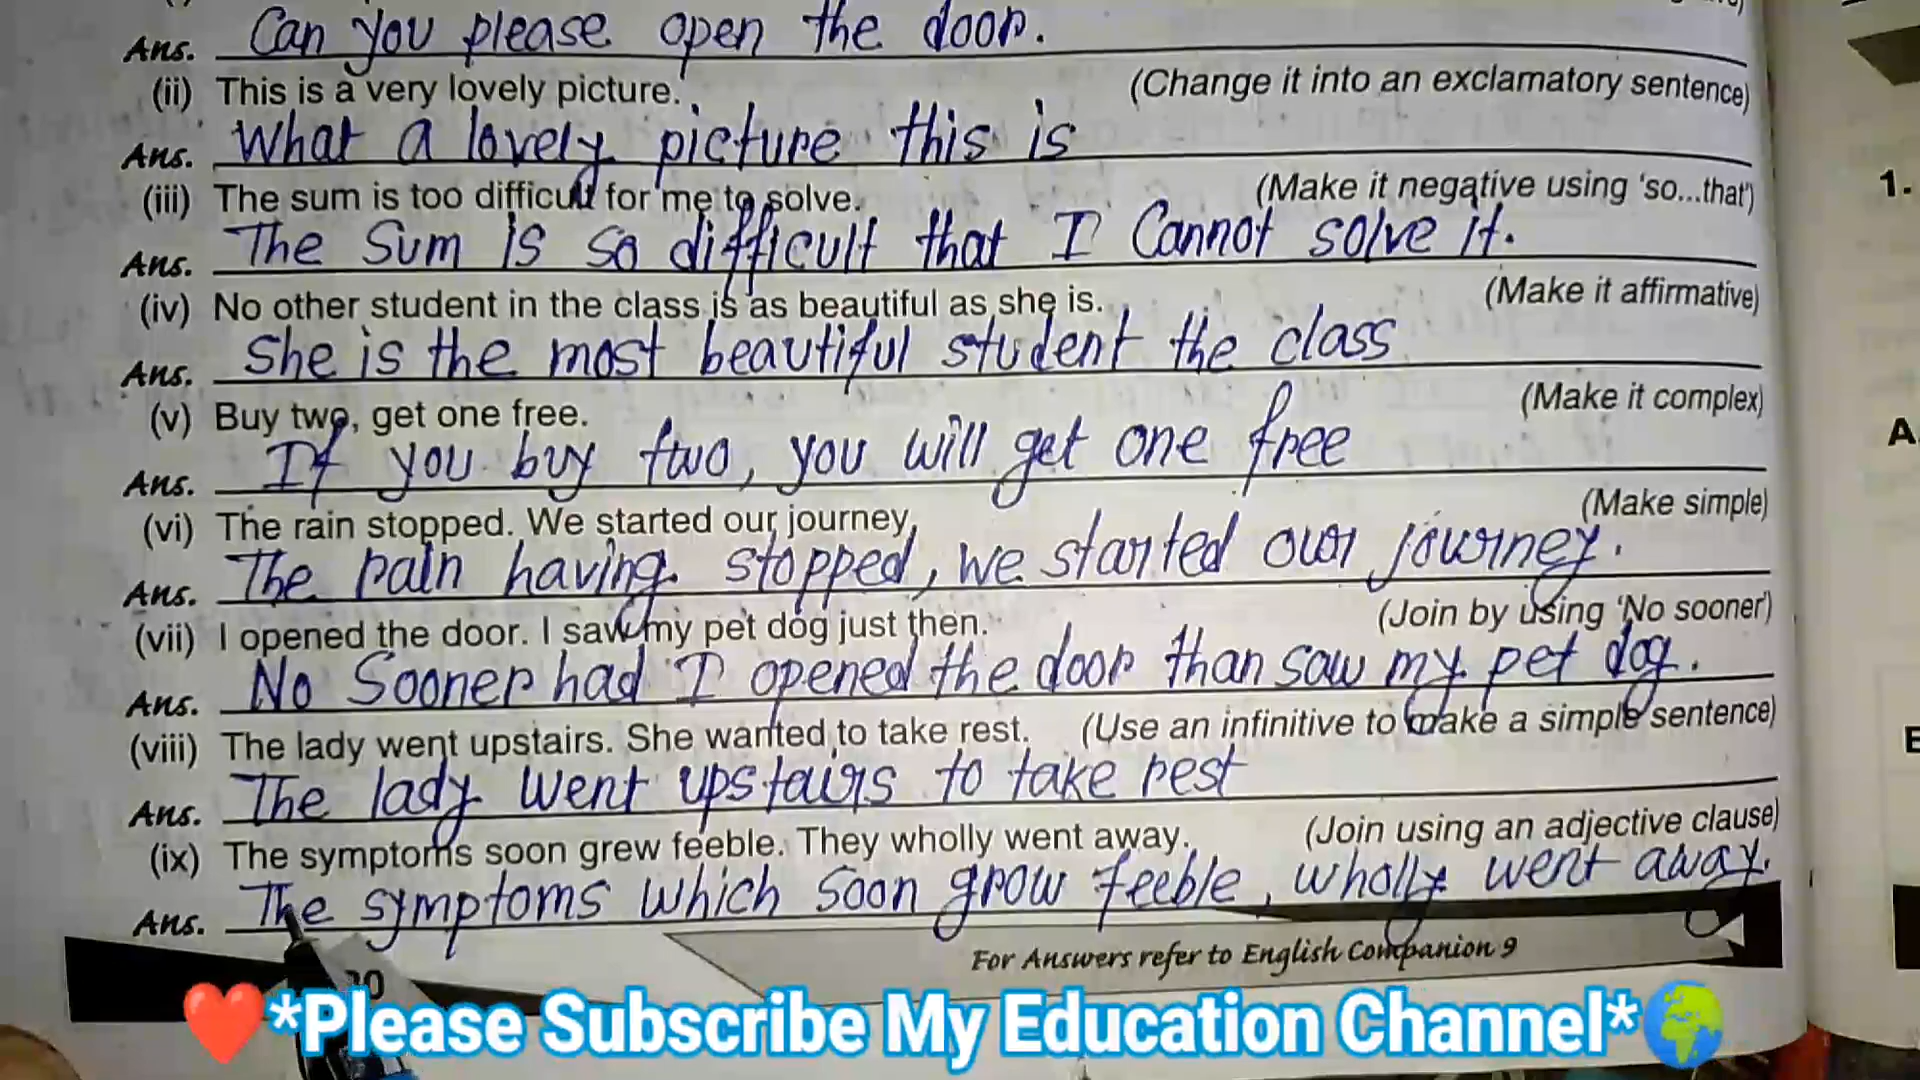 Ans. Can you please open the door.
(ii) This is a very lovely picture. (Change it into an exclamatory sentence)
Ans. What a lovely picture this is
(iii) The sum is too difficult for me to solve. (Make it negative using 'so...that')
Ans. The Sum is so difficult that I Cannot solve it.
(iv) No other student in the class is as beautiful as she is. (Make it affirmative)
Ans. She is the most beautiful student the class
(v) Buy two, get one free. (Make it complex)
Ans. If you buy two, you will get one free
(vi) The rain stopped. We started our journey. (Make simple)
Ans. The rain having stopped, we started our journey.
(vii) I opened the door. I saw my pet dog just then. (Join by using 'No sooner')
Ans. No Sooner had I opened the door than saw my pet dog.
(viii) The lady went upstairs. She wanted to take rest. (Use an infinitive to make a simple sentence)
Ans. The lady went upstairs to take rest
(ix) The symptoms soon grew feeble. They wholly went away. (Join using an adjective clause)
Ans. The symptoms which soon grow feeble, wholly went away.
For Answers refer to English Companion 9
*Please Subscribe My Education Channel*
1.
A